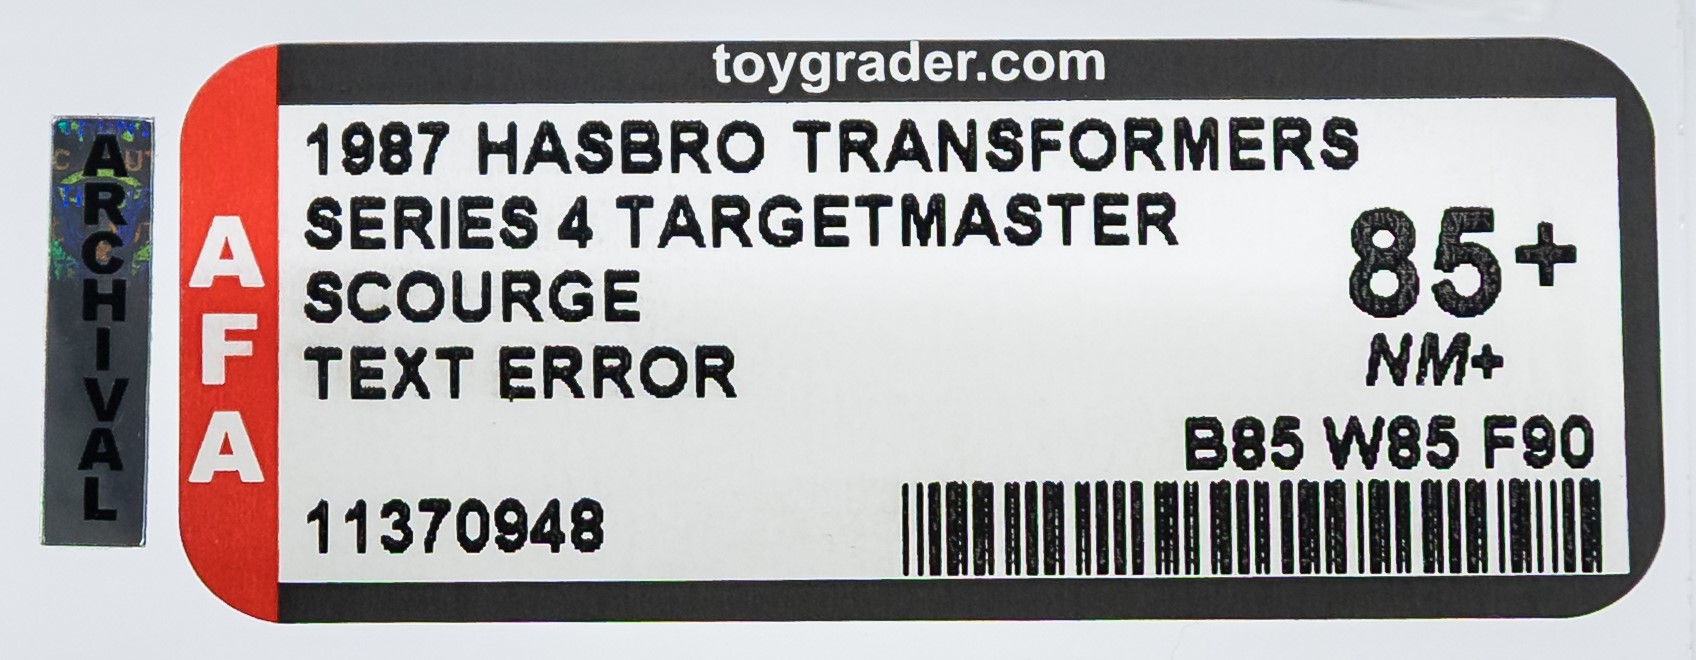 toygrader.com
ARCHIVAL
AFA
1987 HASBRO TRANSFORMERS
SERIES 4 TARGETMASTER
SCOURGE
TEXT ERROR
85+
NM+
B85 W85 F90
11370948